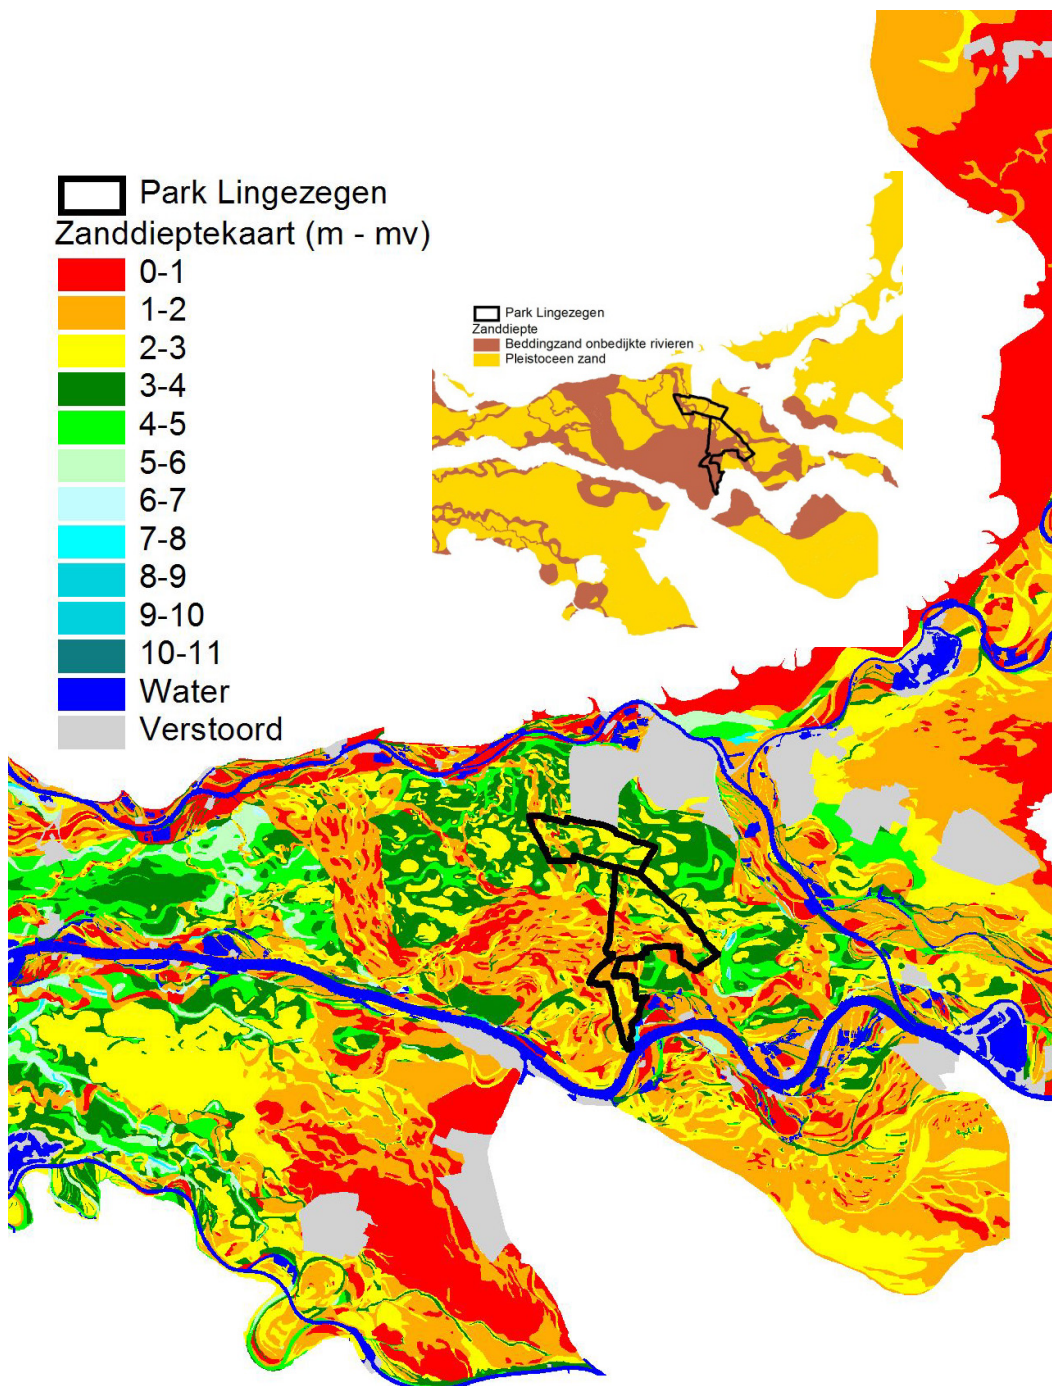 Park Lingezegen
Zanddieptekaart (m - mv)
0-1
1-2
2-3
3-4
4-5
5-6
6-7
7-8
8-9
9-10
10-11
Water
Verstoord
Park Lingezegen
Zanddiepte
Beddingzand onbedijkte rivieren
Pleistoceen zand